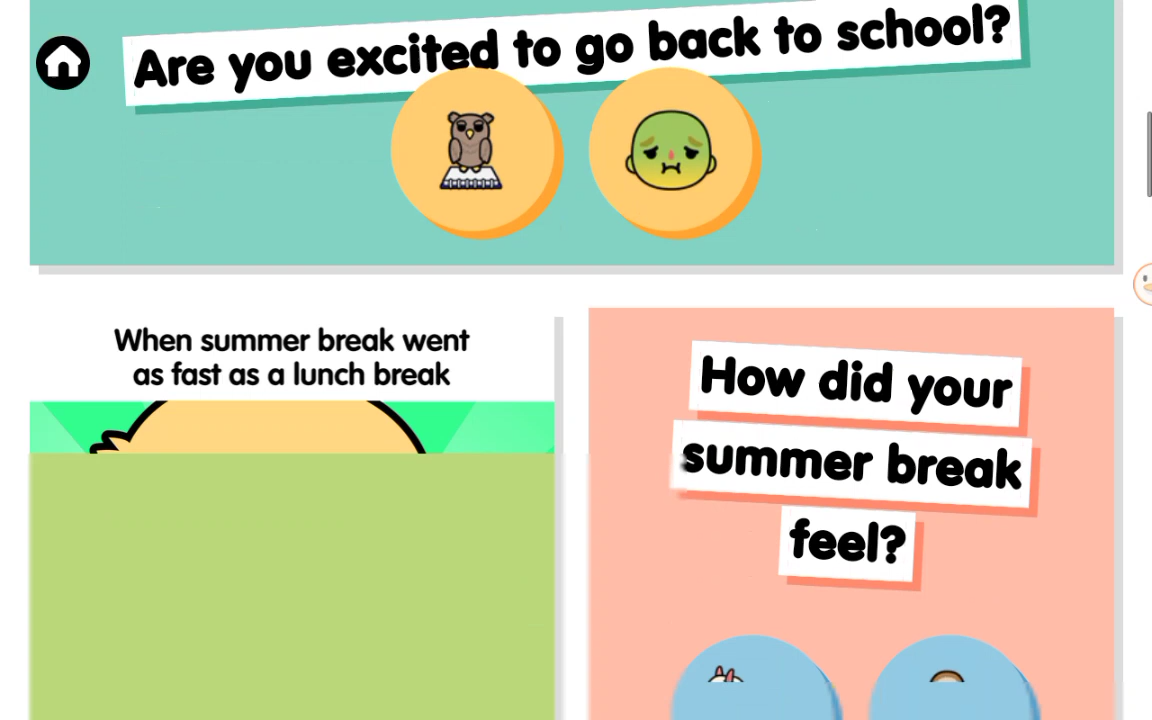 Are you excited to go back to school?
When summer break went
as fast as a lunch break
How did your
summer break
feel?